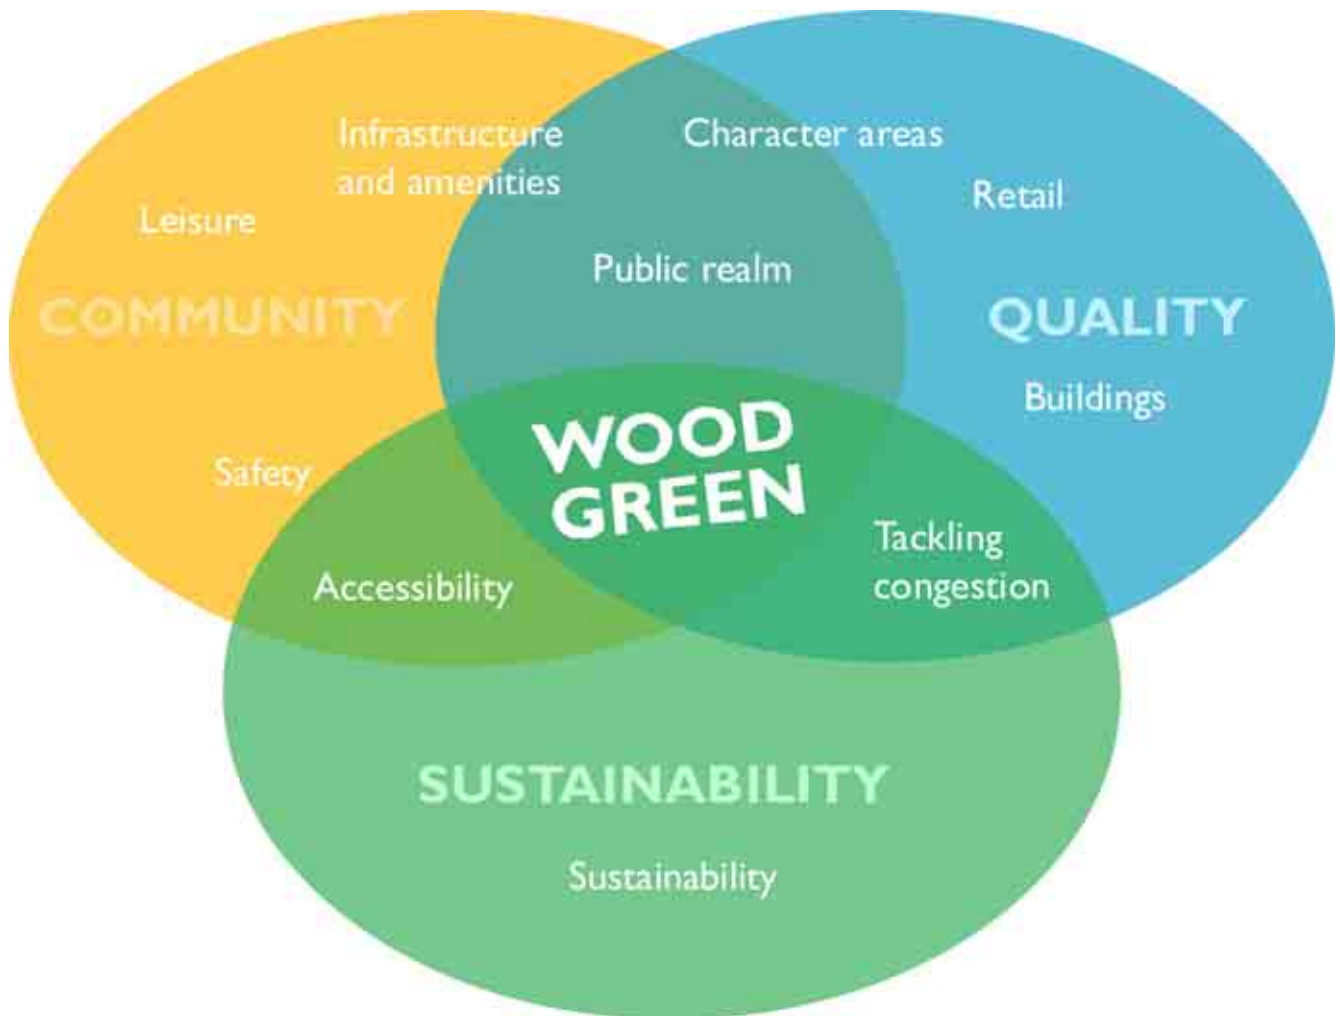 Infrastructure
and amenities
Character areas
Leisure
Retail
Public realm
COMMUNITY
QUALITY
Buildings
WOOD
GREEN
Safety
Tackling
congestion
Accessibility
SUSTAINABILITY
Sustainability